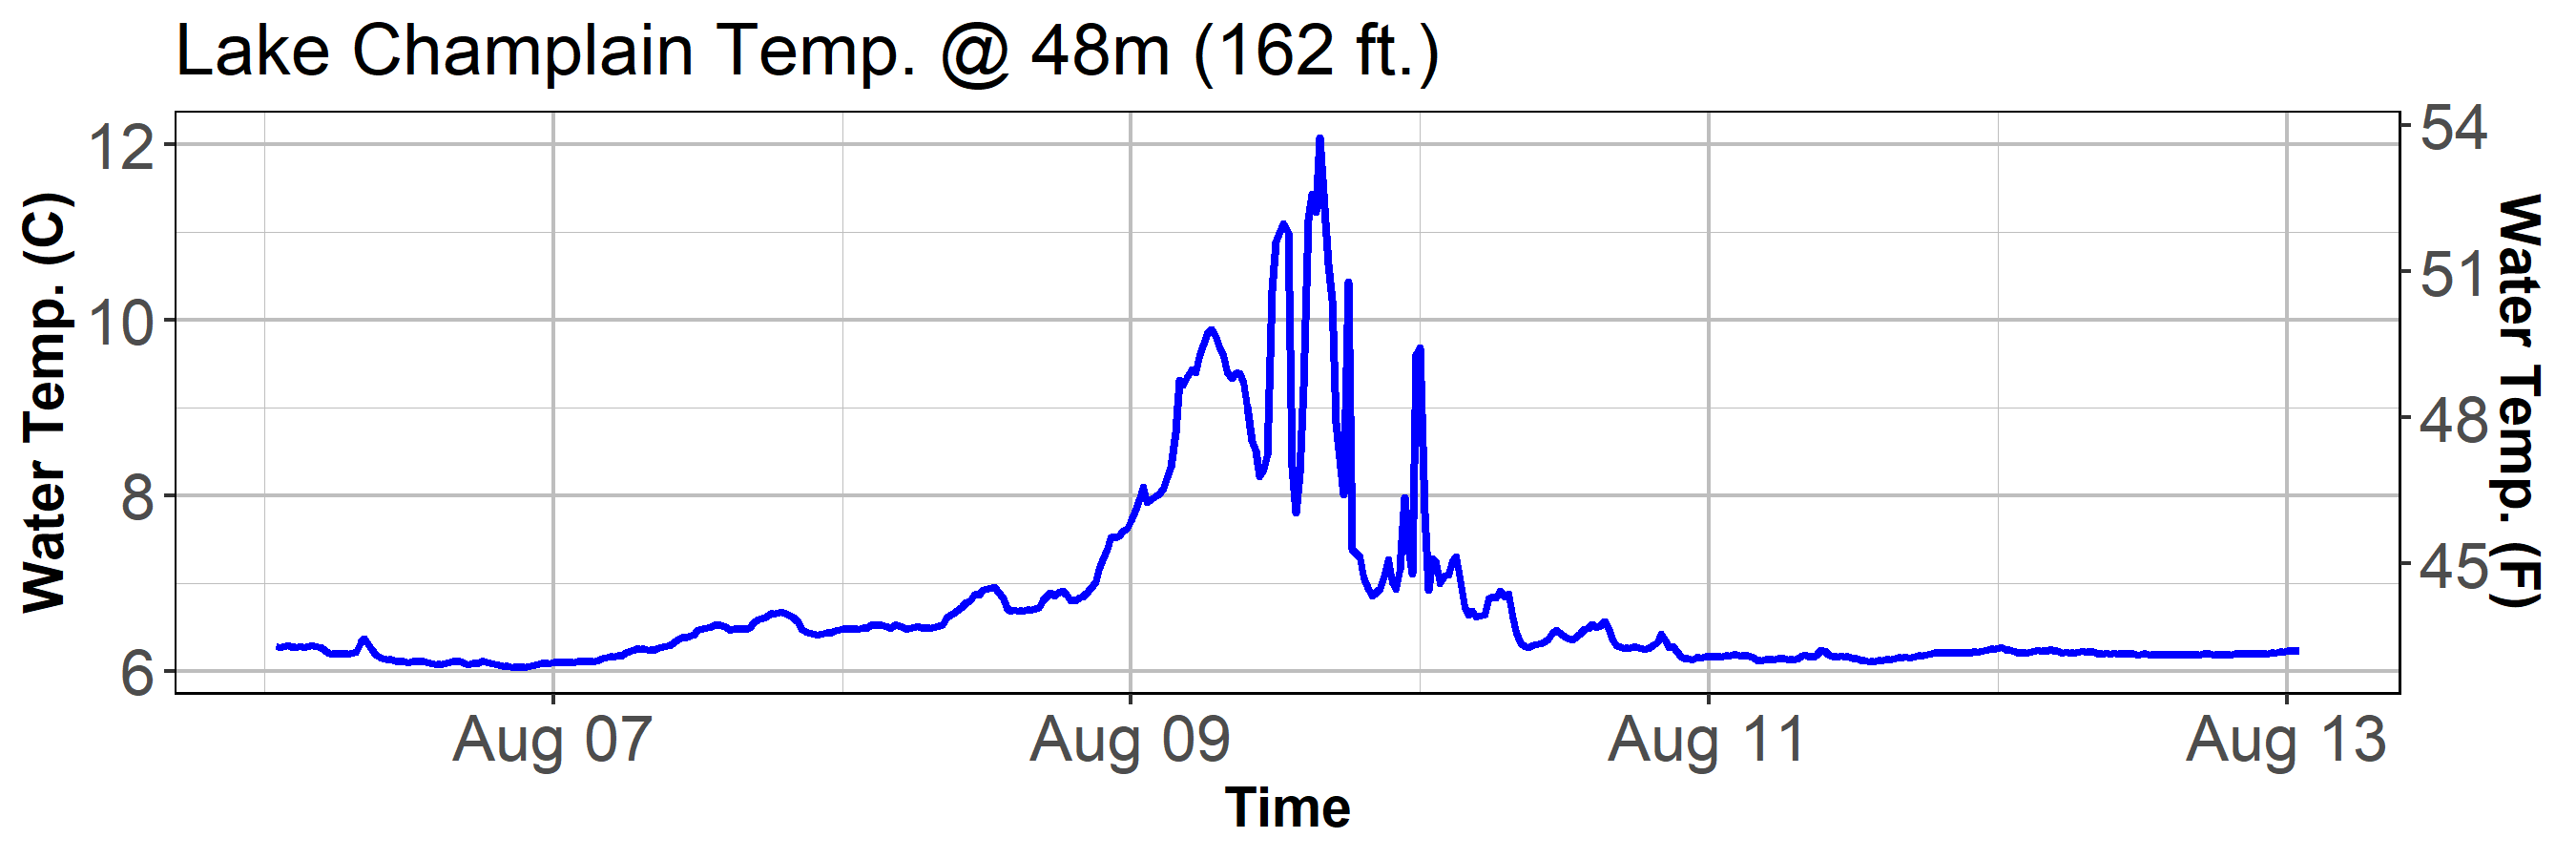 Lake Champlain Temp. @ 48m (162 ft.)
Water Temp. (C)
12
10
8
6
54
51
48
45
Water Temp. (F)
Aug 07
Aug 09
Aug 11
Aug 13
Time